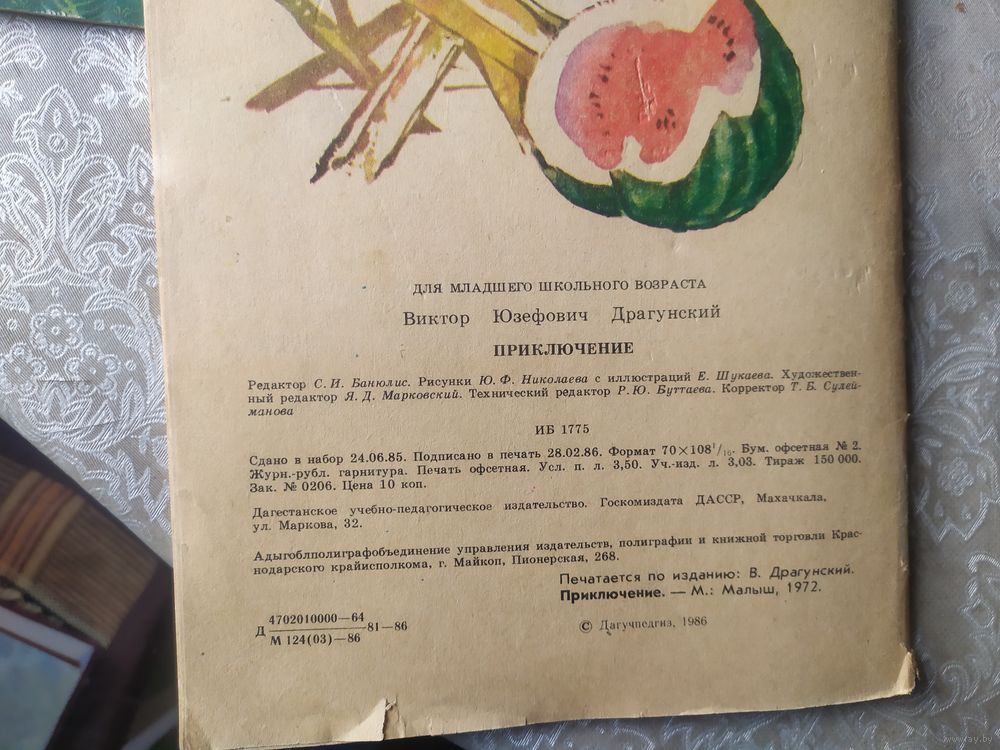 ДЛЯ МЛАДШЕГО ШКОЛЬНОГО ВОЗРАСТА
Виктор Юзефович Драгунский
ПРИКЛЮЧЕНИЕ
Редактор С. И. Банюлис. Рисунки Ю. Ф. Николаева с иллюстраций Е. Шукаева. Художествен-
ный редактор Я. Д. Марковский. Технический редактор Р. Ю. Буттаева. Корректор Т. Б. Сулей-
манова
ИБ 1775
Сдано в набор 24.06.85. Подписано в печать 28.02.86. Формат 70×108¹/₁₆. Бум. офсетная № 2.
Журн.-рубл. гарнитура. Печать офсетная. Усл. п. л. 3,50. Уч.-изд. л. 3,03. Тираж 150 000.
Зак. № 0206. Цена 10 коп.
Дагестанское учебно-педагогическое издательство. Госкомиздата ДАССР, Махачкала,
ул. Маркова, 32.
Адыгоблполиграфобъединение управления издательств, полиграфии и книжной торговли Крас-
нодарского крайисполкома, г. Майкоп, Пионерская, 268.
Печатается по изданию: В. Драгунский.
Приключение. — М.: Малыш, 1972.
Д 4702010000—64
М 124(03)—86
81—86
© Дагучпедгиз, 1986
www.ay.by